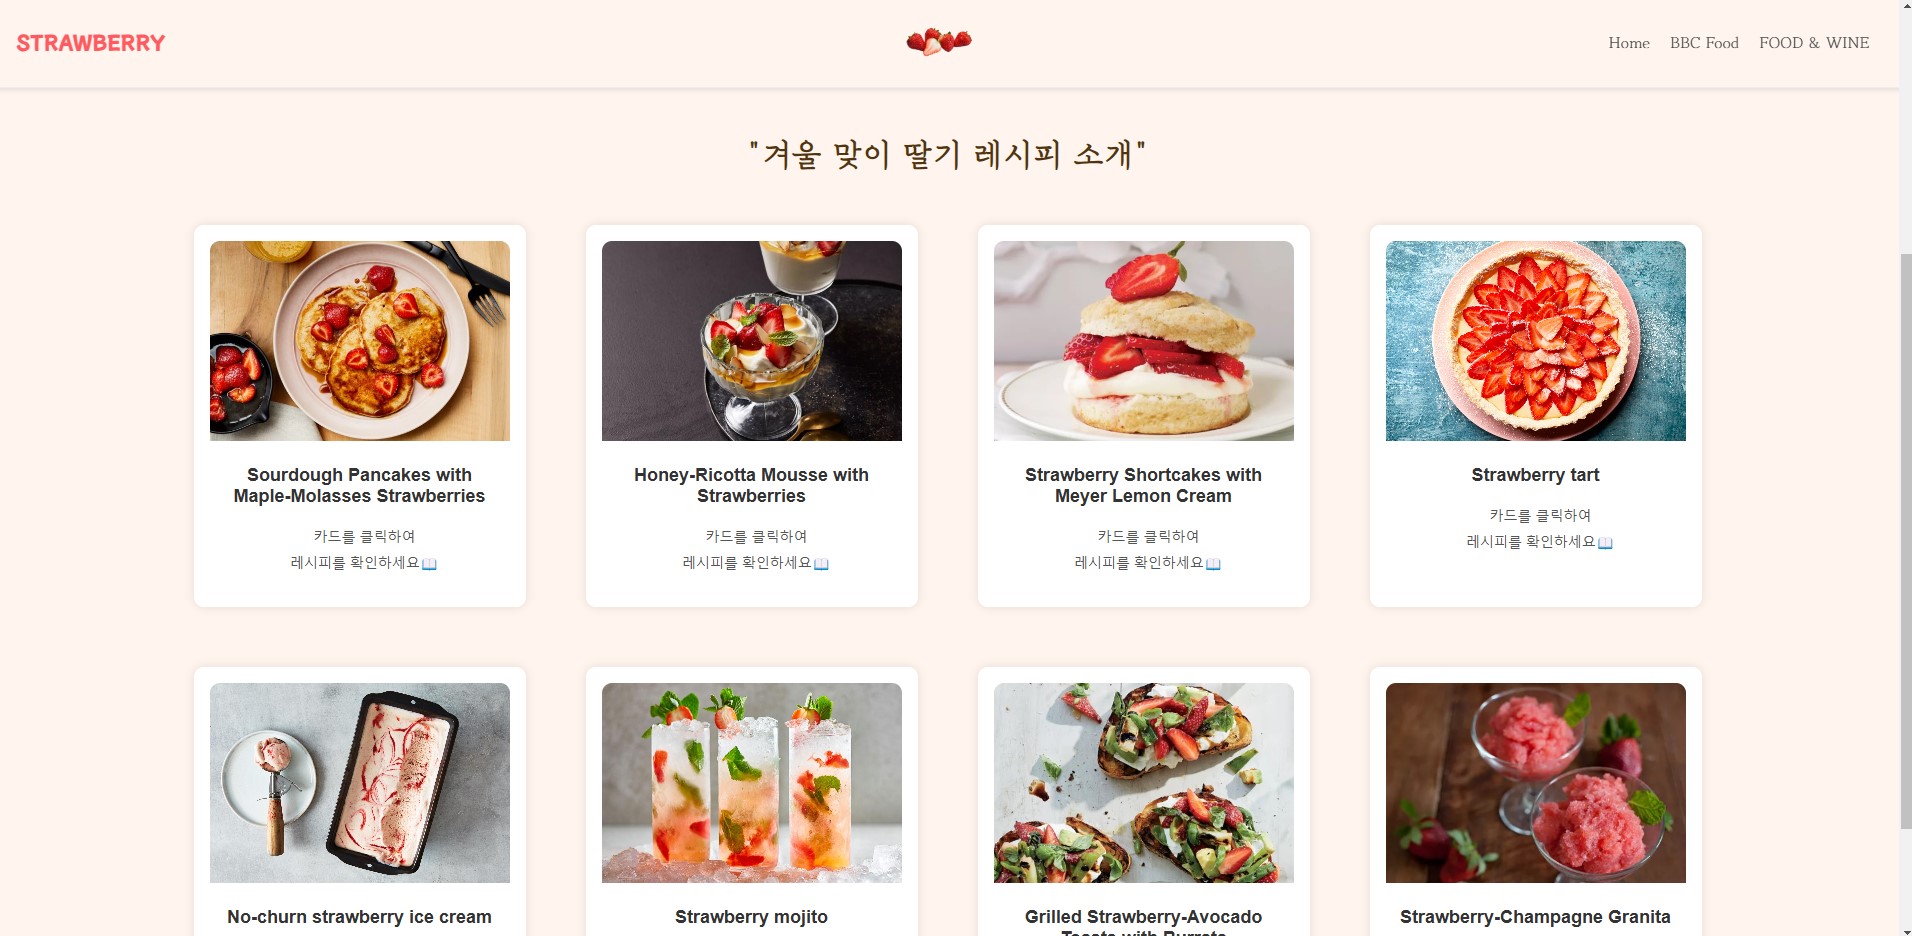 STRAWBERRY
Home BBC Food FOOD & WINE
"겨울 맞이 딸기 레시피 소개"
Sourdough Pancakes with
Maple-Molasses Strawberries
카드를 클릭하여
레시피를 확인하세요📖
Honey-Ricotta Mousse with
Strawberries
카드를 클릭하여
레시피를 확인하세요📖
Strawberry Shortcakes with
Meyer Lemon Cream
카드를 클릭하여
레시피를 확인하세요📖
Strawberry tart
카드를 클릭하여
레시피를 확인하세요📖
No-churn strawberry ice cream
Strawberry mojito
Grilled Strawberry-Avocado
Toasts with Burrata
Strawberry-Champagne Granita